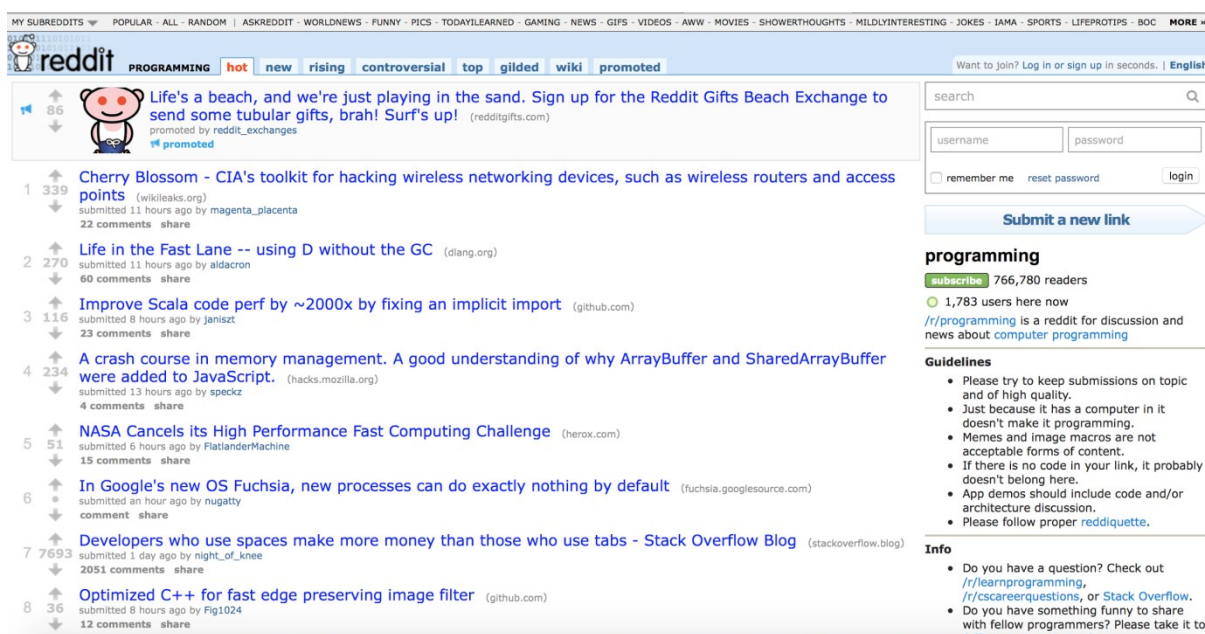 MY SUBREDDITS POPULAR - ALL - RANDOM | ASKREDDIT - WORLDNEWS - FUNNY - PICS - TODAYILEARNED - GAMING - NEWS - GIFS - VIDEOS - AWW - MOVIES - SHOWERTHOUGHTS - MILDLYINTERESTING - JOKES - IAMA - SPORTS - LIFEPROTIPS - BOC MORE »
reddit PROGRAMMING hot new rising controversial top gilded wiki promoted
Want to join? Log in or sign up in seconds. | English
86
Life's a beach, and we're just playing in the sand. Sign up for the Reddit Gifts Beach Exchange to
send some tubular gifts, brah! Surf's up! (redditgifts.com)
promoted by reddit_exchanges
promoted
1 339
Cherry Blossom - CIA's toolkit for hacking wireless networking devices, such as wireless routers and access
points (wikileaks.org)
submitted 11 hours ago by magenta_placenta
22 comments share
2 270
Life in the Fast Lane -- using D without the GC (dlang.org)
submitted 11 hours ago by aldacron
60 comments share
3 116
Improve Scala code perf by ~2000x by fixing an implicit import (github.com)
submitted 8 hours ago by janiszt
23 comments share
4 234
A crash course in memory management. A good understanding of why ArrayBuffer and SharedArrayBuffer
were added to JavaScript. (hacks.mozilla.org)
submitted 13 hours ago by speckz
4 comments share
5 51
NASA Cancels its High Performance Fast Computing Challenge (herox.com)
submitted 6 hours ago by FlatlanderMachine
15 comments share
6 •
In Google's new OS Fuchsia, new processes can do exactly nothing by default (fuchsia.googlesource.com)
submitted an hour ago by nugatty
comment share
7 7693
Developers who use spaces make more money than those who use tabs - Stack Overflow Blog (stackoverflow.blog)
submitted 1 day ago by night_of_knee
2051 comments share
8 36
Optimized C++ for fast edge preserving image filter (github.com)
submitted 8 hours ago by Fig1024
12 comments share
search
username password
remember me reset password login
Submit a new link
programming
subscribe 766,780 readers
1,783 users here now
/r/programming is a reddit for discussion and
news about computer programming
Guidelines
• Please try to keep submissions on topic
and of high quality.
• Just because it has a computer in it
doesn't make it programming.
• Memes and image macros are not
acceptable forms of content.
• If there is no code in your link, it probably
doesn't belong here.
• App demos should include code and/or
architecture discussion.
• Please follow proper reddiquette.
Info
• Do you have a question? Check out
/r/learnprogramming,
/r/cscareerquestions, or Stack Overflow.
• Do you have something funny to share
with fellow programmers? Please take it to